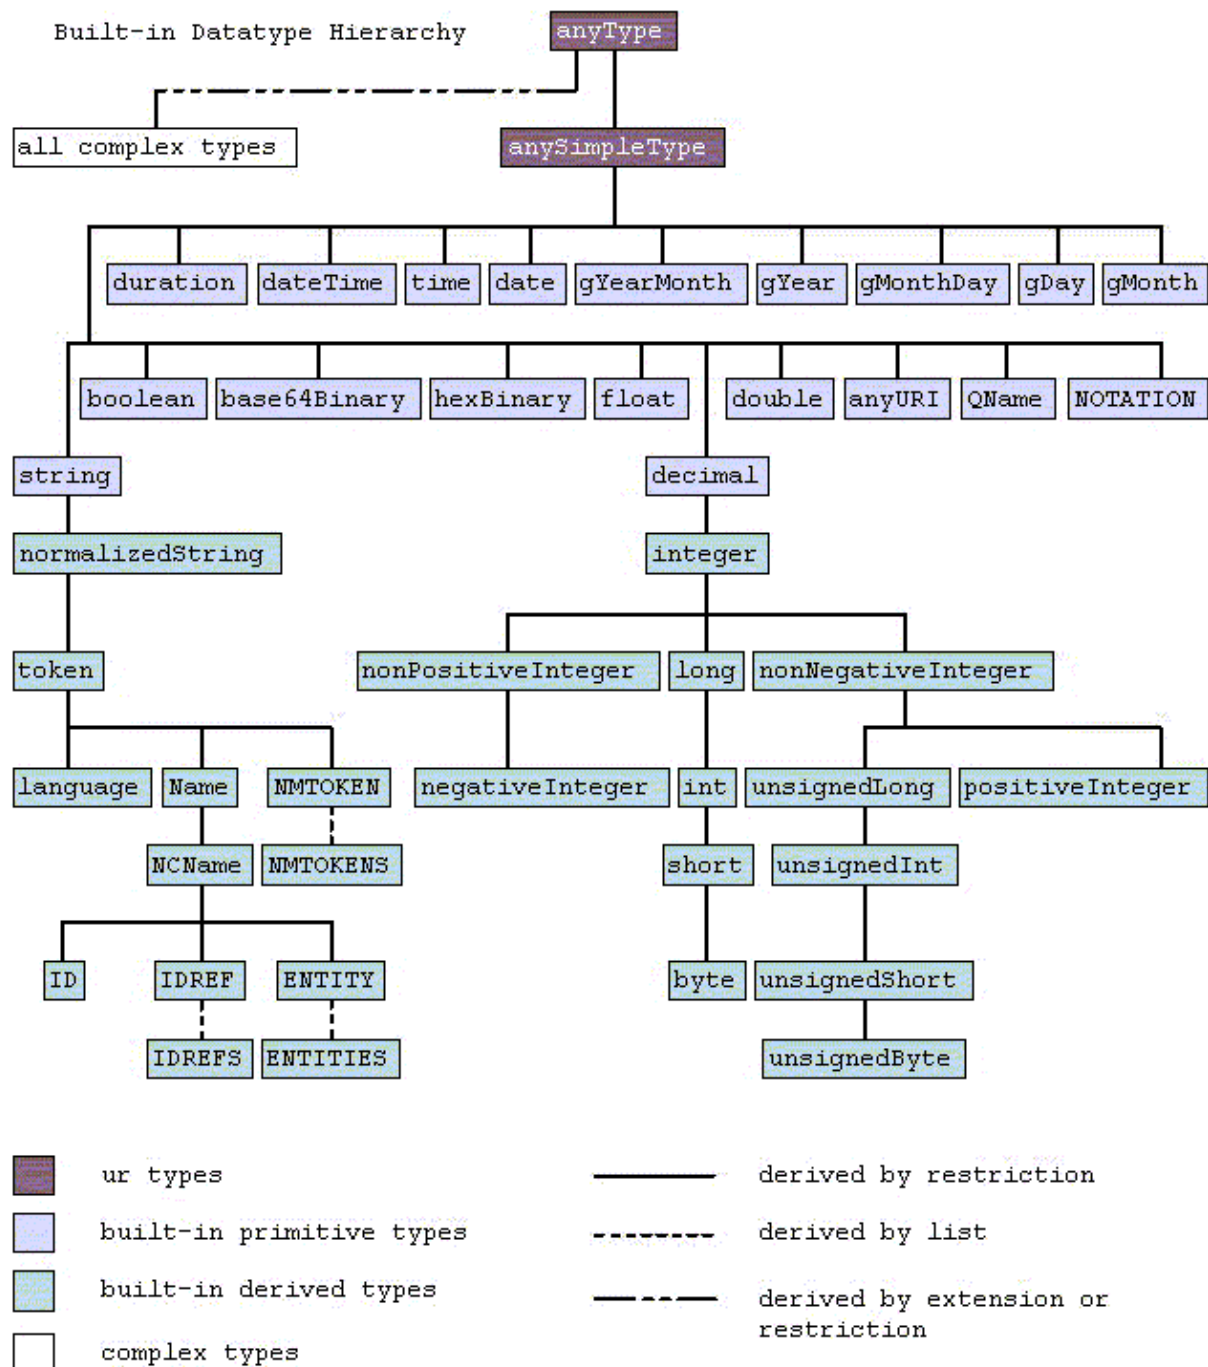 Built-in Datatype Hierarchy
anyType
all complex types
anySimpleType
duration
dateTime
time
date
gYearMonth
gYear
gMonthDay
gDay
gMonth
boolean
base64Binary
hexBinary
float
double
anyURI
QName
NOTATION
string
decimal
normalizedString
integer
token
nonPositiveInteger
long
nonNegativeInteger
language
Name
NMTOKEN
negativeInteger
int
unsignedLong
positiveInteger
NCName
NMTOKENS
short
unsignedInt
ID
IDREF
ENTITY
byte
unsignedShort
IDREFS
ENTITIES
unsignedByte
ur types
derived by restriction
built-in primitive types
derived by list
built-in derived types
derived by extension or
restriction
complex types